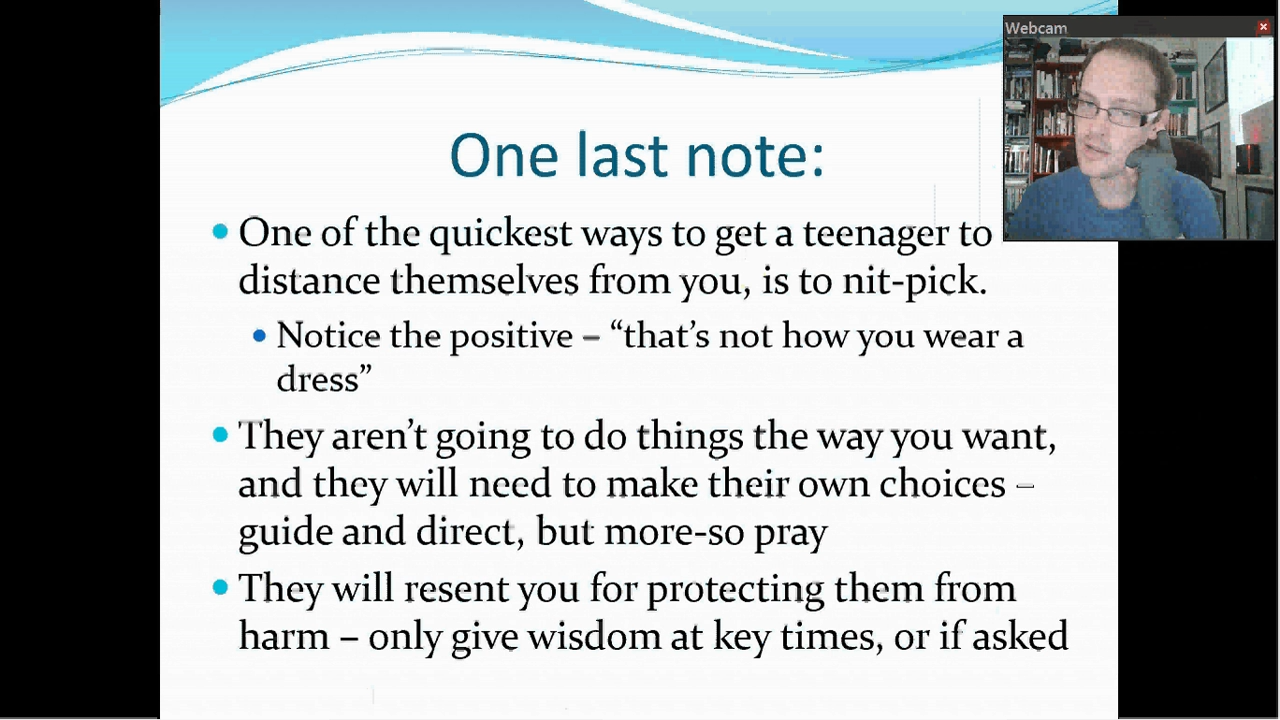 Webcam
One last note:
One of the quickest ways to get a teenager to
distance themselves from you, is to nit-pick.
Notice the positive – “that’s not how you wear a
dress”
They aren’t going to do things the way you want,
and they will need to make their own choices –
guide and direct, but more-so pray
They will resent you for protecting them from
harm – only give wisdom at key times, or if asked